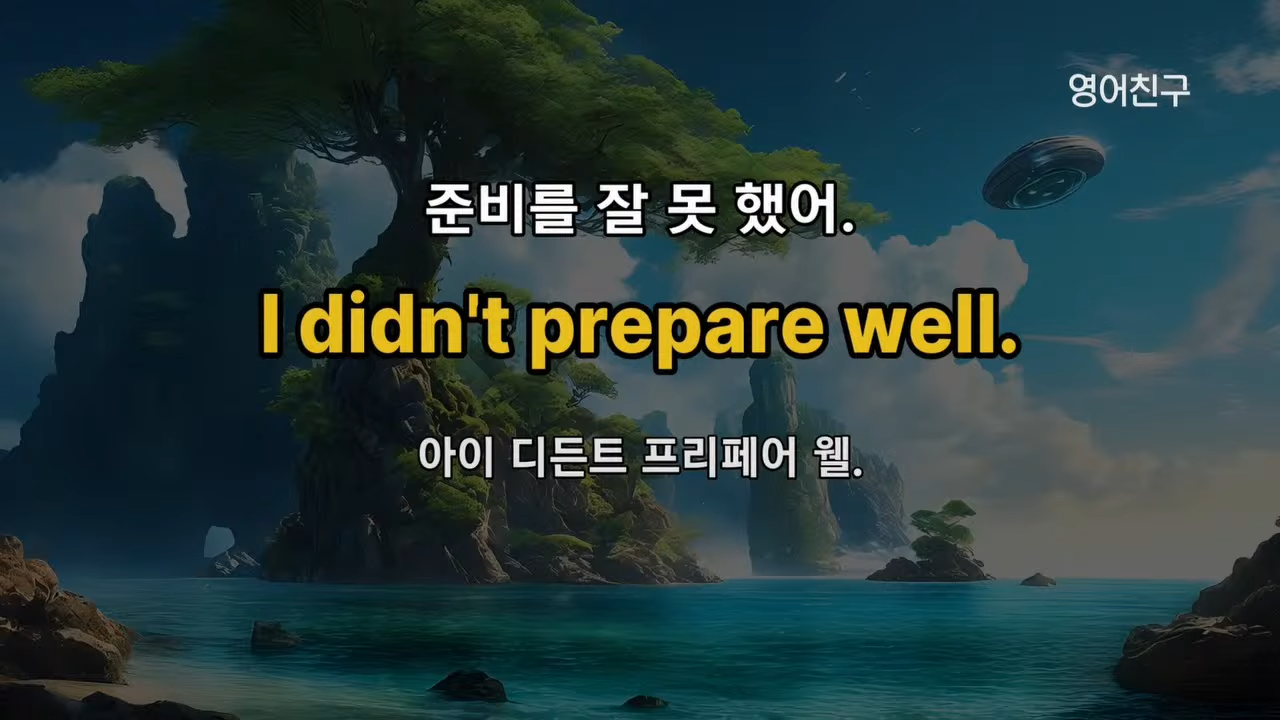 영어친구
준비를 잘 못 했어.
I didn't prepare well.
아이 디든트 프리페어 웰.